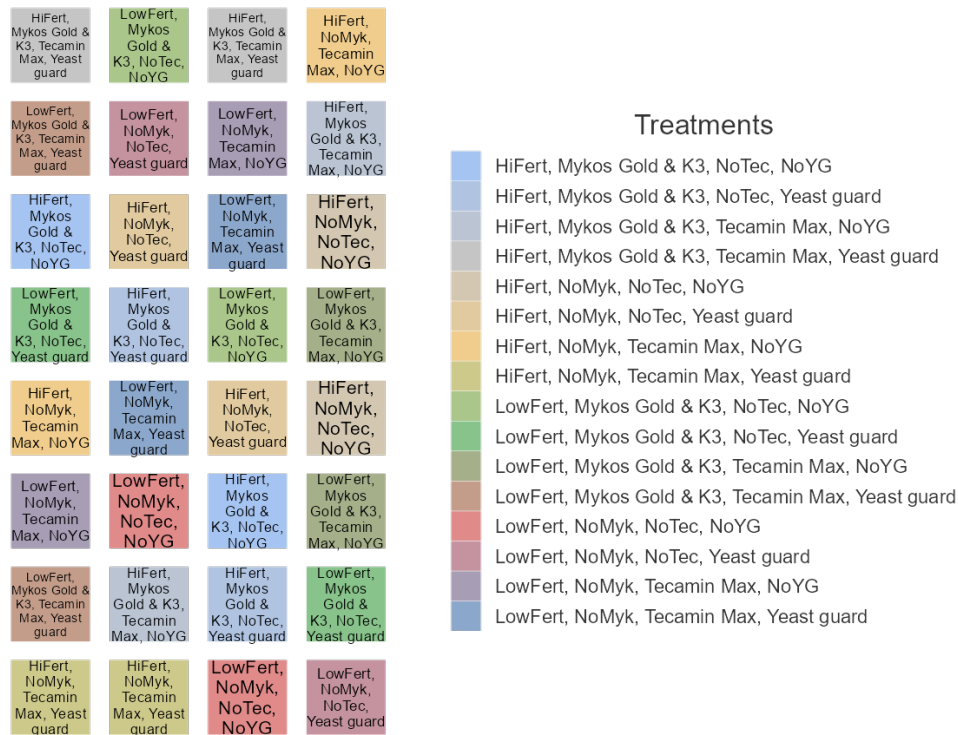 HiFert,
Mykos Gold &
K3, Tecamin
Max, Yeast
guard
LowFert,
Mykos
Gold &
K3, NoTec,
NoYG
HiFert,
Mykos Gold &
K3, Tecamin
Max, Yeast
guard
HiFert,
NoMyk,
Tecamin
Max, NoYG
LowFert,
Mykos Gold &
K3, Tecamin
Max, Yeast
guard
LowFert,
NoMyk,
NoTec,
Yeast guard
LowFert,
NoMyk,
Tecamin
Max, NoYG
HiFert,
Mykos
Gold & K3,
Tecamin
Max, NoYG
HiFert,
Mykos
Gold &
K3, NoTec,
NoYG
HiFert,
NoMyk,
NoTec,
Yeast guard
LowFert,
NoMyk,
Tecamin
Max, Yeast
guard
HiFert,
NoMyk,
NoTec,
NoYG
LowFert,
Mykos
Gold &
K3, NoTec,
Yeast guard
HiFert,
Mykos
Gold &
K3, NoTec,
Yeast guard
LowFert,
Mykos
Gold &
K3, NoTec,
NoYG
LowFert,
Mykos
Gold & K3,
Tecamin
Max, NoYG
HiFert,
NoMyk,
Tecamin
Max, NoYG
LowFert,
NoMyk,
Tecamin
Max, Yeast
guard
HiFert,
NoMyk,
NoTec,
Yeast guard
HiFert,
NoMyk,
NoTec,
NoYG
LowFert,
NoMyk,
Tecamin
Max, NoYG
LowFert,
NoMyk,
NoTec,
NoYG
HiFert,
Mykos
Gold &
K3, NoTec,
NoYG
LowFert,
Mykos
Gold & K3,
Tecamin
Max, NoYG
LowFert,
Mykos Gold &
K3, Tecamin
Max, Yeast
guard
HiFert,
Mykos
Gold & K3,
Tecamin
Max, NoYG
HiFert,
Mykos
Gold &
K3, NoTec,
Yeast guard
LowFert,
Mykos
Gold &
K3, NoTec,
Yeast guard
HiFert,
NoMyk,
Tecamin
Max, Yeast
guard
HiFert,
NoMyk,
Tecamin
Max, Yeast
guard
LowFert,
NoMyk,
NoTec,
NoYG
LowFert,
NoMyk,
NoTec,
Yeast guard
Treatments
HiFert, Mykos Gold & K3, NoTec, NoYG
HiFert, Mykos Gold & K3, NoTec, Yeast guard
HiFert, Mykos Gold & K3, Tecamin Max, NoYG
HiFert, Mykos Gold & K3, Tecamin Max, Yeast guard
HiFert, NoMyk, NoTec, NoYG
HiFert, NoMyk, NoTec, Yeast guard
HiFert, NoMyk, Tecamin Max, NoYG
HiFert, NoMyk, Tecamin Max, Yeast guard
LowFert, Mykos Gold & K3, NoTec, NoYG
LowFert, Mykos Gold & K3, NoTec, Yeast guard
LowFert, Mykos Gold & K3, Tecamin Max, NoYG
LowFert, Mykos Gold & K3, Tecamin Max, Yeast guard
LowFert, NoMyk, NoTec, NoYG
LowFert, NoMyk, NoTec, Yeast guard
LowFert, NoMyk, Tecamin Max, NoYG
LowFert, NoMyk, Tecamin Max, Yeast guard